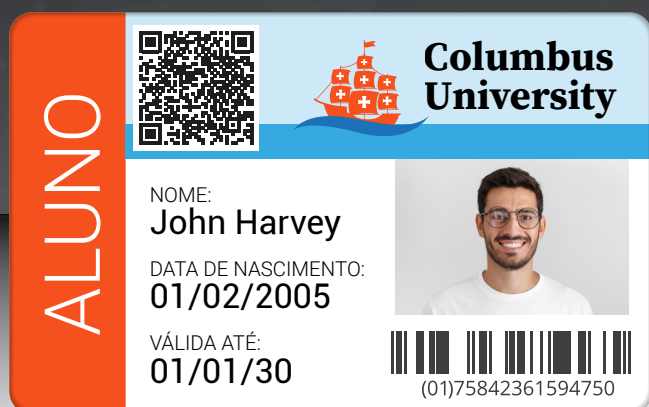 ALUNO
Columbus
University
NOME:
John Harvey
DATA DE NASCIMENTO:
01/02/2005
VÁLIDA ATÉ:
01/01/30
(01)75842361594750